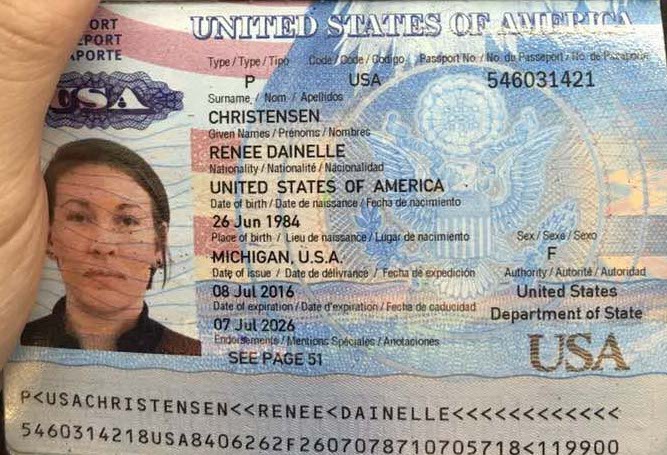 ORT
PORT
APORTE
UNITED STATES OF AMERICA
Type / Type / Tipo Code / Code / Codigo Passport No. / No. du Passeport / No. de Pasaporte
P USA 546031421
USA
Surname / Nom / Apellidos
CHRISTENSEN
Given Names / Prénoms / Nombres
RENEE DAINELLE
Nationality / Nationalité / Nacionalidad
UNITED STATES OF AMERICA
Date of birth / Date de naissance / Fecha de nacimiento
26 Jun 1984
Place of birth / Lieu de naissance / Lugar de nacimiento Sex / Sexe / Sexo
MICHIGAN, U.S.A. F
Date of issue / Date de délivrance / Fecha de expedición Authority / Autorité / Autoridad
08 Jul 2016 United States
Date of expiration / Date d'expiration / Fecha de caducidad Department of State
07 Jul 2026
Endorsements / Mentions Spéciales / Anotaciones
SEE PAGE 51 USA
P<USACHRISTENSEN<<RENEE<DAINELLE<<<<<<<<<<<<
5460314218USA8406262F2607078710705718<119900